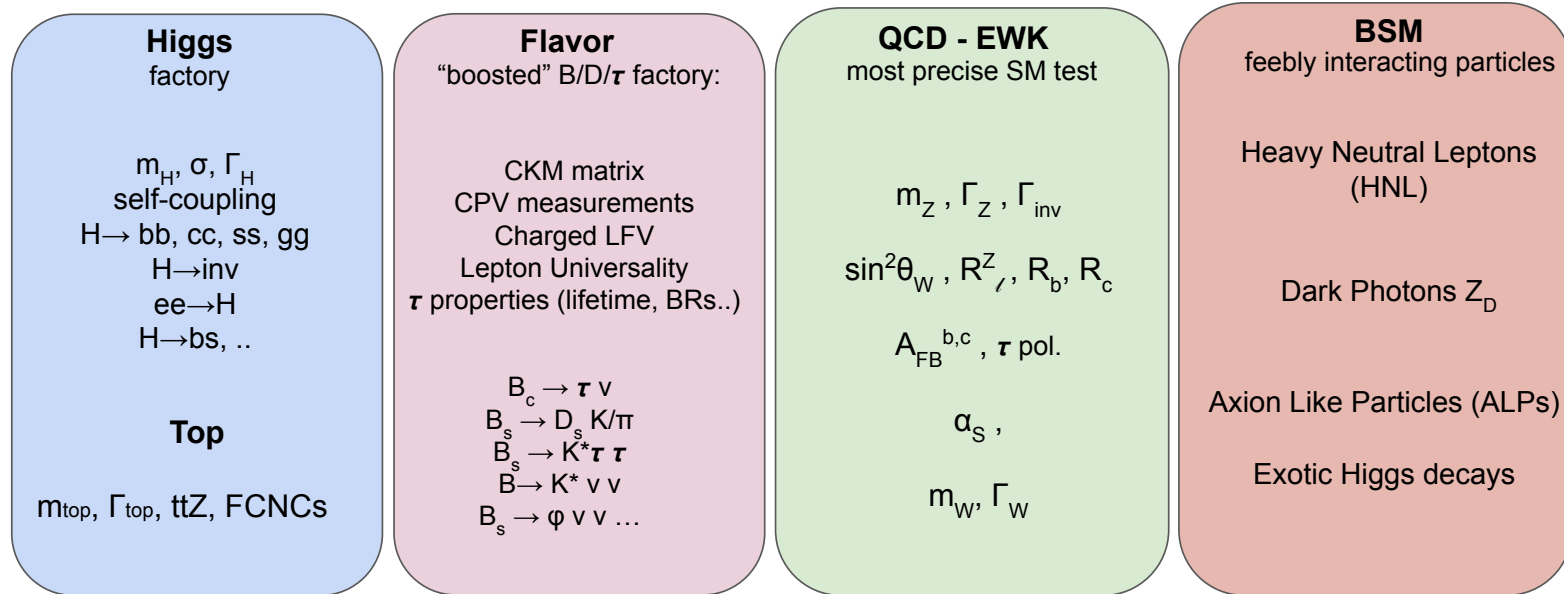 Higgs
factory
m_H, σ, Γ_H
self-coupling
H→ bb, cc, ss, gg
H→inv
ee→H
H→bs, ..
Top
mtop, Γtop, ttZ, FCNCs
Flavor
“boosted” B/D/τ factory:
CKM matrix
CPV measurements
Charged LFV
Lepton Universality
τ properties (lifetime, BRs..)
B_c → τ ν
B_s → D_s K/π
B_s → K*τ τ
B→ K* ν ν
B_s → φ ν ν …
QCD - EWK
most precise SM test
m_Z , Γ_Z , Γ_inv
sin²θ_W , R^Z_ℓ, R_b, R_c
A_FB^b,c , τ pol.
α_S ,
m_W, Γ_W
BSM
feebly interacting particles
Heavy Neutral Leptons
(HNL)
Dark Photons Z_D
Axion Like Particles (ALPs)
Exotic Higgs decays